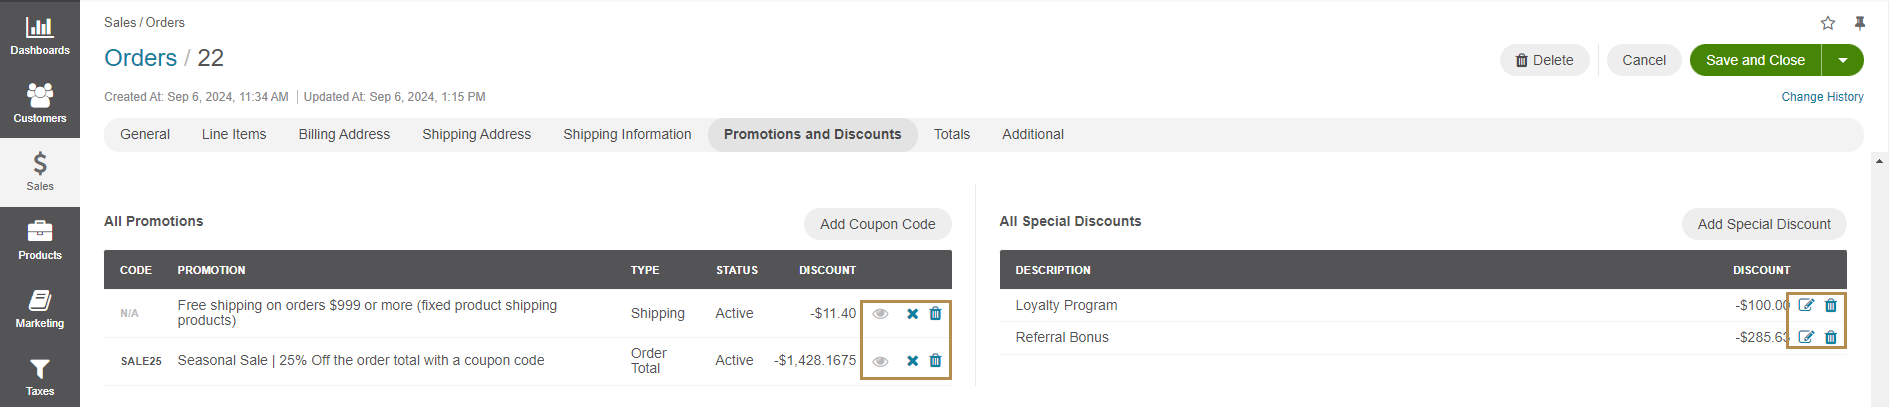 Dashboards
Customers
Sales
Products
Marketing
Taxes
Sales / Orders
Orders / 22
Delete
Cancel
Save and Close
Created At: Sep 6, 2024, 11:34 AM | Updated At: Sep 6, 2024, 1:15 PM
Change History
General Line Items Billing Address Shipping Address Shipping Information Promotions and Discounts Totals Additional
All Promotions
Add Coupon Code
CODE PROMOTION TYPE STATUS DISCOUNT
N/A Free shipping on orders $999 or more (fixed product shipping
products) Shipping Active -$11.40
SALE25 Seasonal Sale | 25% Off the order total with a coupon code Order
Total Active -$1,428.1675
All Special Discounts
Add Special Discount
DESCRIPTION DISCOUNT
Loyalty Program -$100.00
Referral Bonus -$285.63